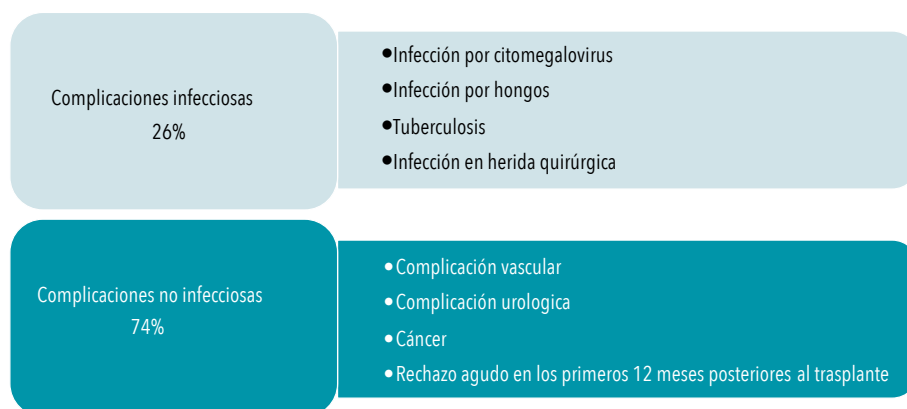 Complicaciones infecciosas
26%
•Infección por citomegalovirus
•Infección por hongos
•Tuberculosis
•Infección en herida quirúrgica
Complicaciones no infecciosas
74%
•Complicación vascular
•Complicación urologica
•Cáncer
•Rechazo agudo en los primeros 12 meses posteriores al trasplante